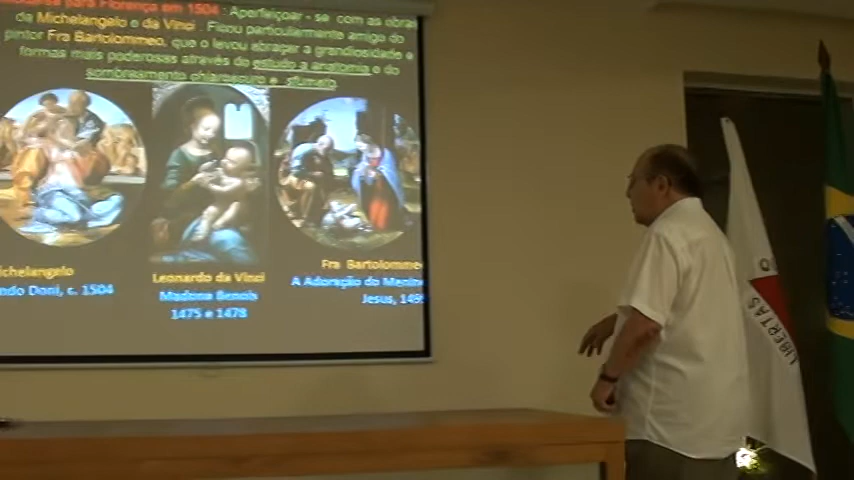 para Florença em 1504. Aperfeiçoar - se com as obras
de Michelangelo e da Vinci. Ficou particularmente amigo do
pintor Fra Bartolommeo, que o levou abraçar a grandiosidade e
formas mais poderosas através do estudo a anatomia e do
sombreamento chiaroscuro e sfumato
Michelangelo
Doni, c. 1504
Leonardo da Vinci
Madona Benois
1475 e 1478
Fra Bartolommeo
A Adoração do Menino
Jesus, 149
LIBERTAS